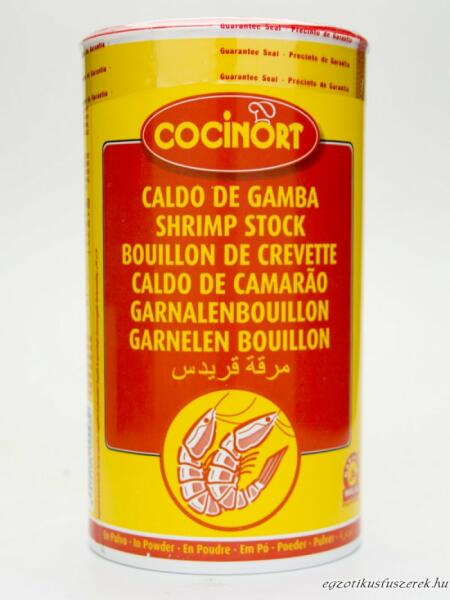 Guarantee Seal - Precinto de Garantía
Guarantee Seal - Precinto de Garantía
COCINORT
CALDO DE GAMBA
SHRIMP STOCK
BOUILLON DE CREVETTE
CALDO DE CAMARÃO
GARNALENBOUILLON
GARNELEN BOUILLON
مرقة قريدس
En Polvo · In Powder · En Poudre · Em Pó · Poeder · Pulver
egzotikusfuszerek.hu